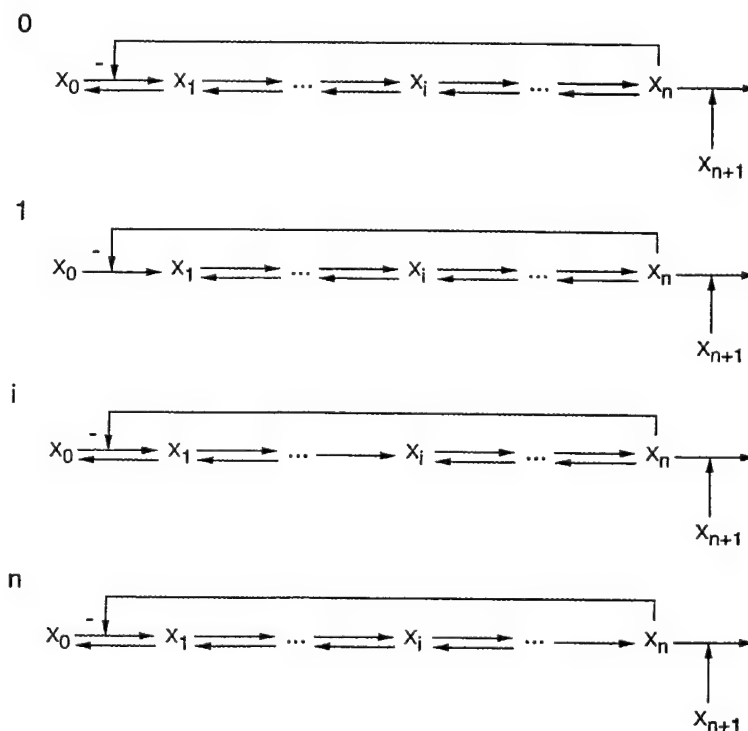 0
-
X0 X1 ... Xi ... Xn
Xn+1
1
-
X0 X1 ... Xi ... Xn
Xn+1
i
-
X0 X1 ... Xi ... Xn
Xn+1
n
-
X0 X1 ... Xi ... Xn
Xn+1